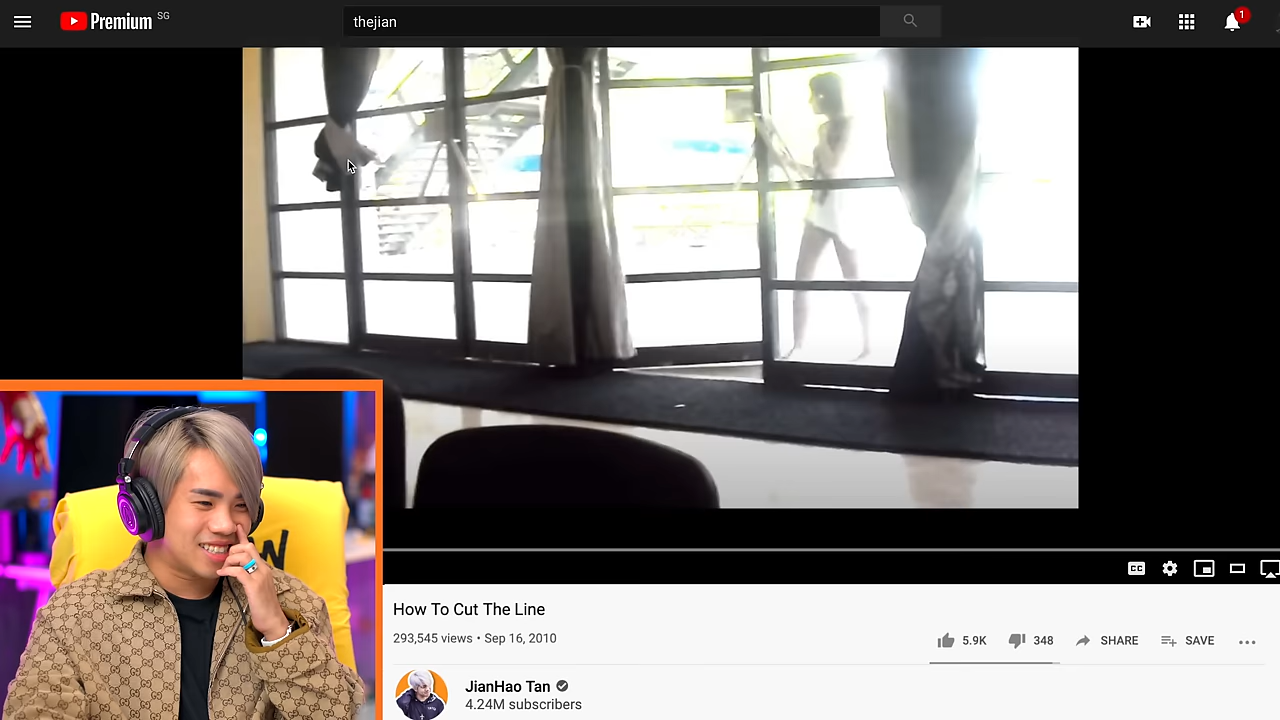 Premium SG
thejian
1
W
CC
How To Cut The Line
293,545 views • Sep 16, 2010
5.9K
348
SHARE
SAVE
JianHao Tan
4.24M subscribers